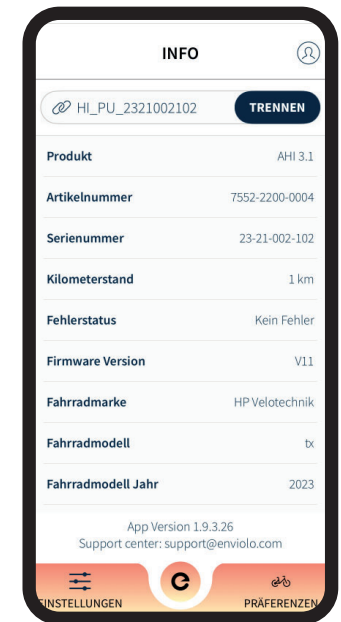 INFO
HI_PU_2321002102 TRENNEN
Produkt AHI 3.1
Artikelnummer 7552-2200-0004
Serienummer 23-21-002-102
Kilometerstand 1 km
Fehlerstatus Kein Fehler
Firmware Version V11
Fahrradmarke HP Velotechnik
Fahrradmodell tx
Fahrradmodell Jahr 2023
App Version 1.9.3.26
Support center: support@enviolo.com
EINSTELLUNGEN PRÄFERENZEN